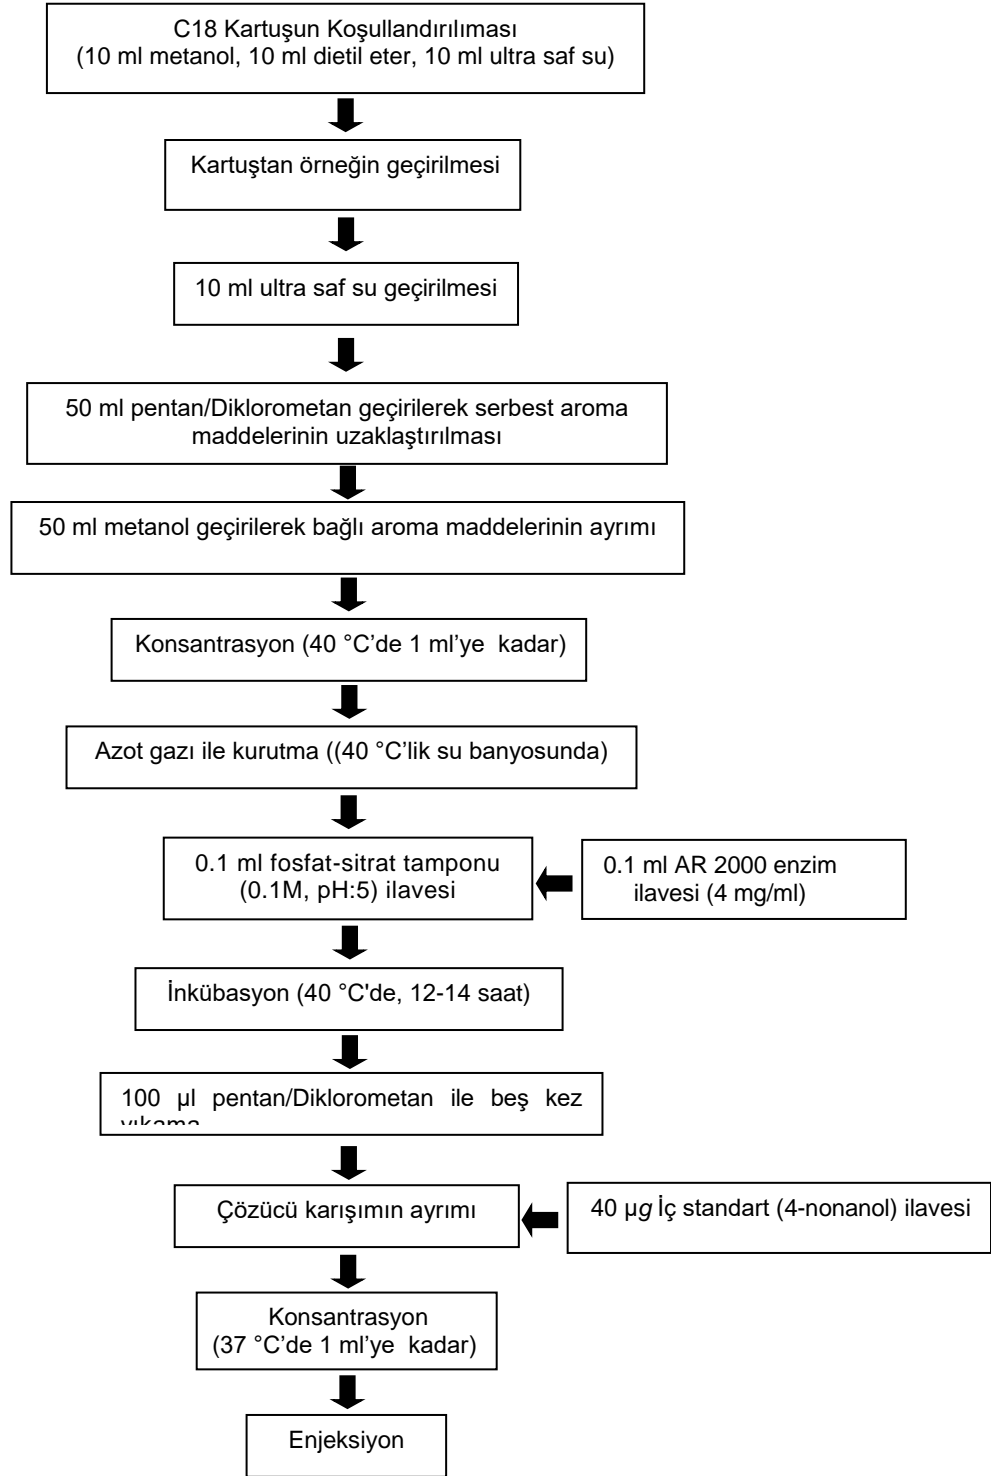 C18 Kartuşun Koşullandırılıması
(10 ml metanol, 10 ml dietil eter, 10 ml ultra saf su)
Kartuştan örneğin geçirilmesi
10 ml ultra saf su geçirilmesi
50 ml pentan/Diklorometan geçirilerek serbest aroma
maddelerinin uzaklaştırılması
50 ml metanol geçirilerek bağlı aroma maddelerinin ayrımı
Konsantrasyon (40 °C’de 1 ml’ye kadar)
Azot gazı ile kurutma ((40 °C’lik su banyosunda)
0.1 ml fosfat-sitrat tamponu
(0.1M, pH:5) ilavesi
0.1 ml AR 2000 enzim
ilavesi (4 mg/ml)
İnkübasyon (40 °C'de, 12-14 saat)
100 µl pentan/Diklorometan ile beş kez
yıkama
Çözücü karışımın ayrımı
40 µg İç standart (4-nonanol) ilavesi
Konsantrasyon
(37 °C’de 1 ml’ye kadar)
Enjeksiyon